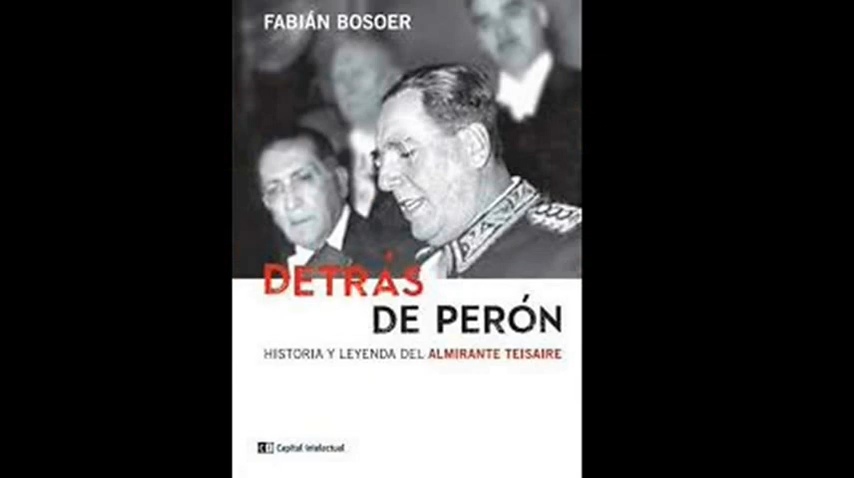 FABIÁN BOSOER
DETRÁS
DE PERÓN
HISTORIA Y LEYENDA DEL ALMIRANTE TEISAIRE
Capital Intelectual